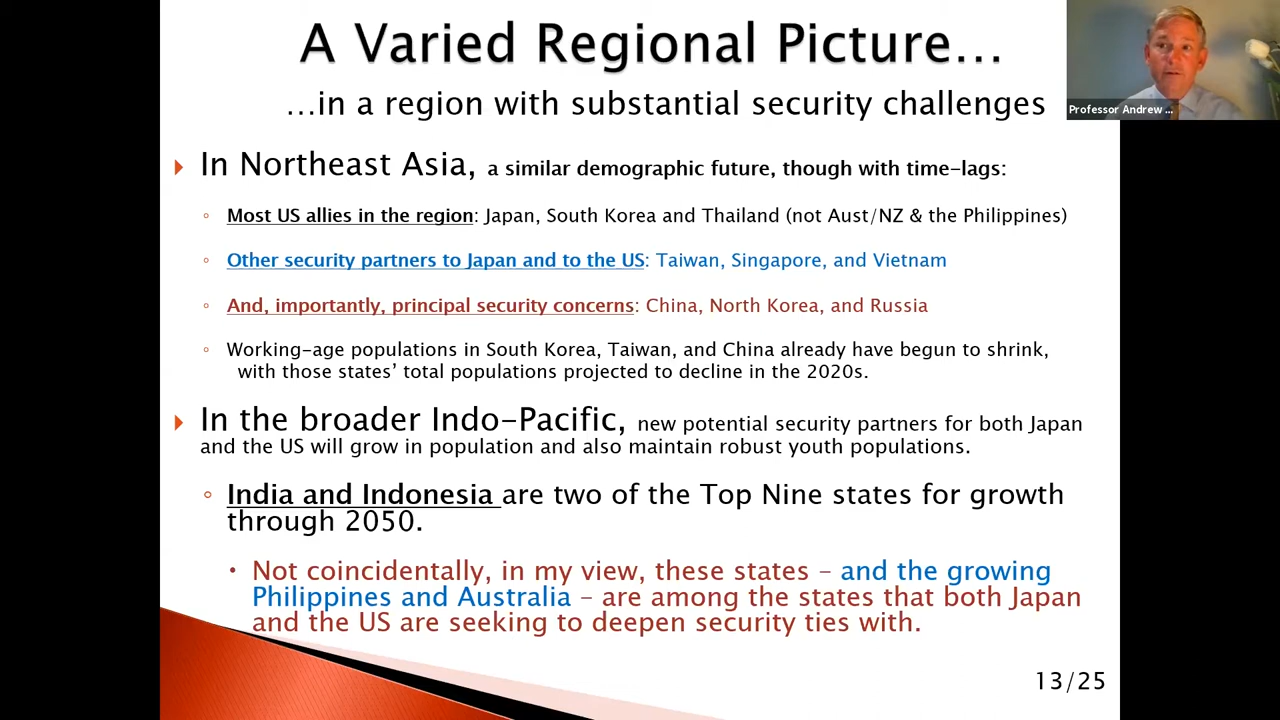 A Varied Regional Picture…
…in a region with substantial security challenges
Professor Andrew ...
In Northeast Asia, a similar demographic future, though with time-lags:
Most US allies in the region: Japan, South Korea and Thailand (not Aust/NZ & the Philippines)
Other security partners to Japan and to the US: Taiwan, Singapore, and Vietnam
And, importantly, principal security concerns: China, North Korea, and Russia
Working-age populations in South Korea, Taiwan, and China already have begun to shrink,
with those states’ total populations projected to decline in the 2020s.
In the broader Indo-Pacific, new potential security partners for both Japan
and the US will grow in population and also maintain robust youth populations.
India and Indonesia are two of the Top Nine states for growth
through 2050.
Not coincidentally, in my view, these states – and the growing
Philippines and Australia – are among the states that both Japan
and the US are seeking to deepen security ties with.
13/25